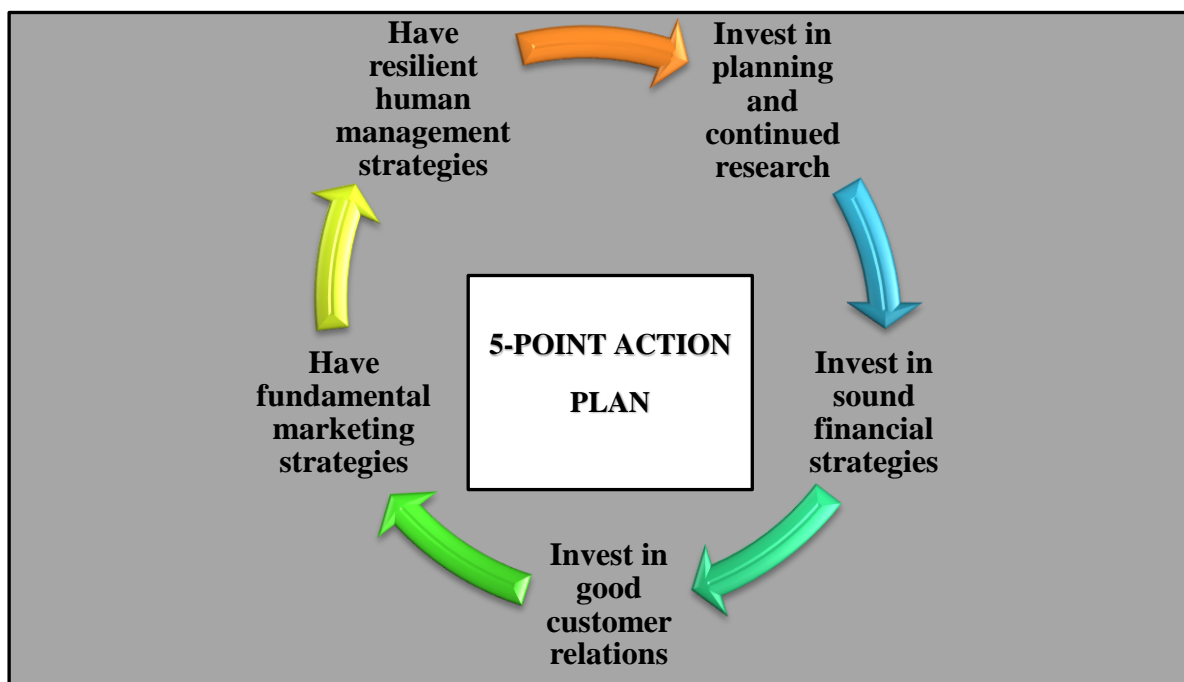 Have
resilient
human
management
strategies
Invest in
planning
and
continued
research
Invest in
sound
financial
strategies
Invest in
good
customer
relations
Have
fundamental
marketing
strategies
5-POINT ACTION
PLAN